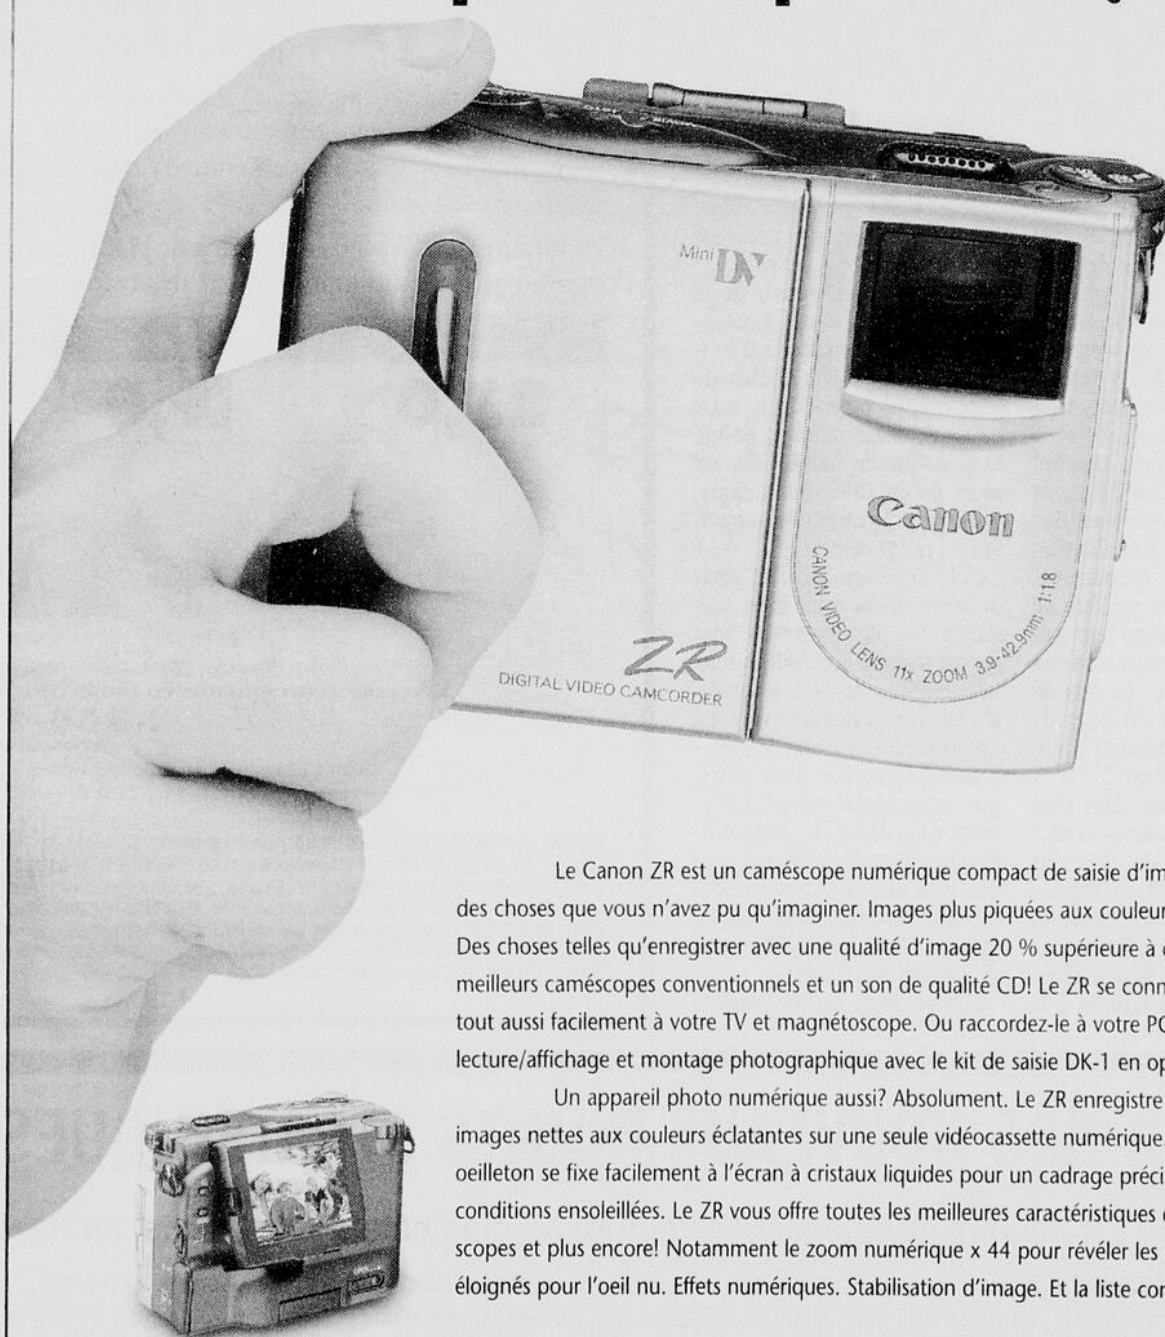 Mini DV
Canon
CANON VIDEO LENS 11x ZOOM 3.9-42.9mm 1:1.8
ZR
DIGITAL VIDEO CAMCORDER
Le Canon ZR est un caméscope numérique compact de saisie d'im
des choses que vous n'avez pu qu'imaginer. Images plus piquées aux couleur
Des choses telles qu'enregistrer avec une qualité d'image 20 % supérieure à
meilleurs caméscopes conventionnels et un son de qualité CD! Le ZR se conn
tout aussi facilement à votre TV et magnétoscope. Ou raccordez-le à votre PC
lecture/affichage et montage photographique avec le kit de saisie DK-1 en op
Un appareil photo numérique aussi? Absolument. Le ZR enregistre
images nettes aux couleurs éclatantes sur une seule vidéocassette numérique.
oeilleton se fixe facilement à l'écran à cristaux liquides pour un cadrage préci
conditions ensoleillées. Le ZR vous offre toutes les meilleures caractéristiques
scopes et plus encore! Notamment le zoom numérique x 44 pour révéler les
éloignés pour l'oeil nu. Effets numériques. Stabilisation d'image. Et la liste con